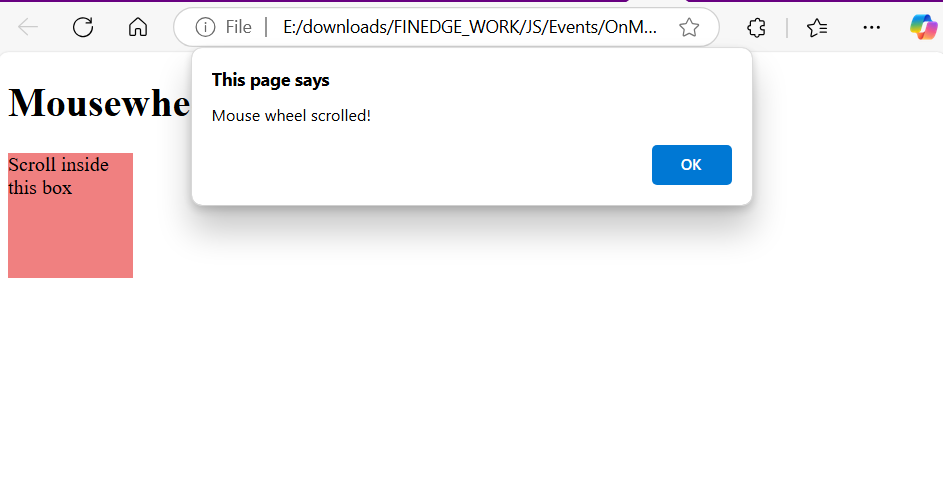 File
E:/downloads/FINEDGE_WORK/JS/Events/OnM...
This page says
Mouse wheel scrolled!
OK
Mousewhe
Scroll inside
this box